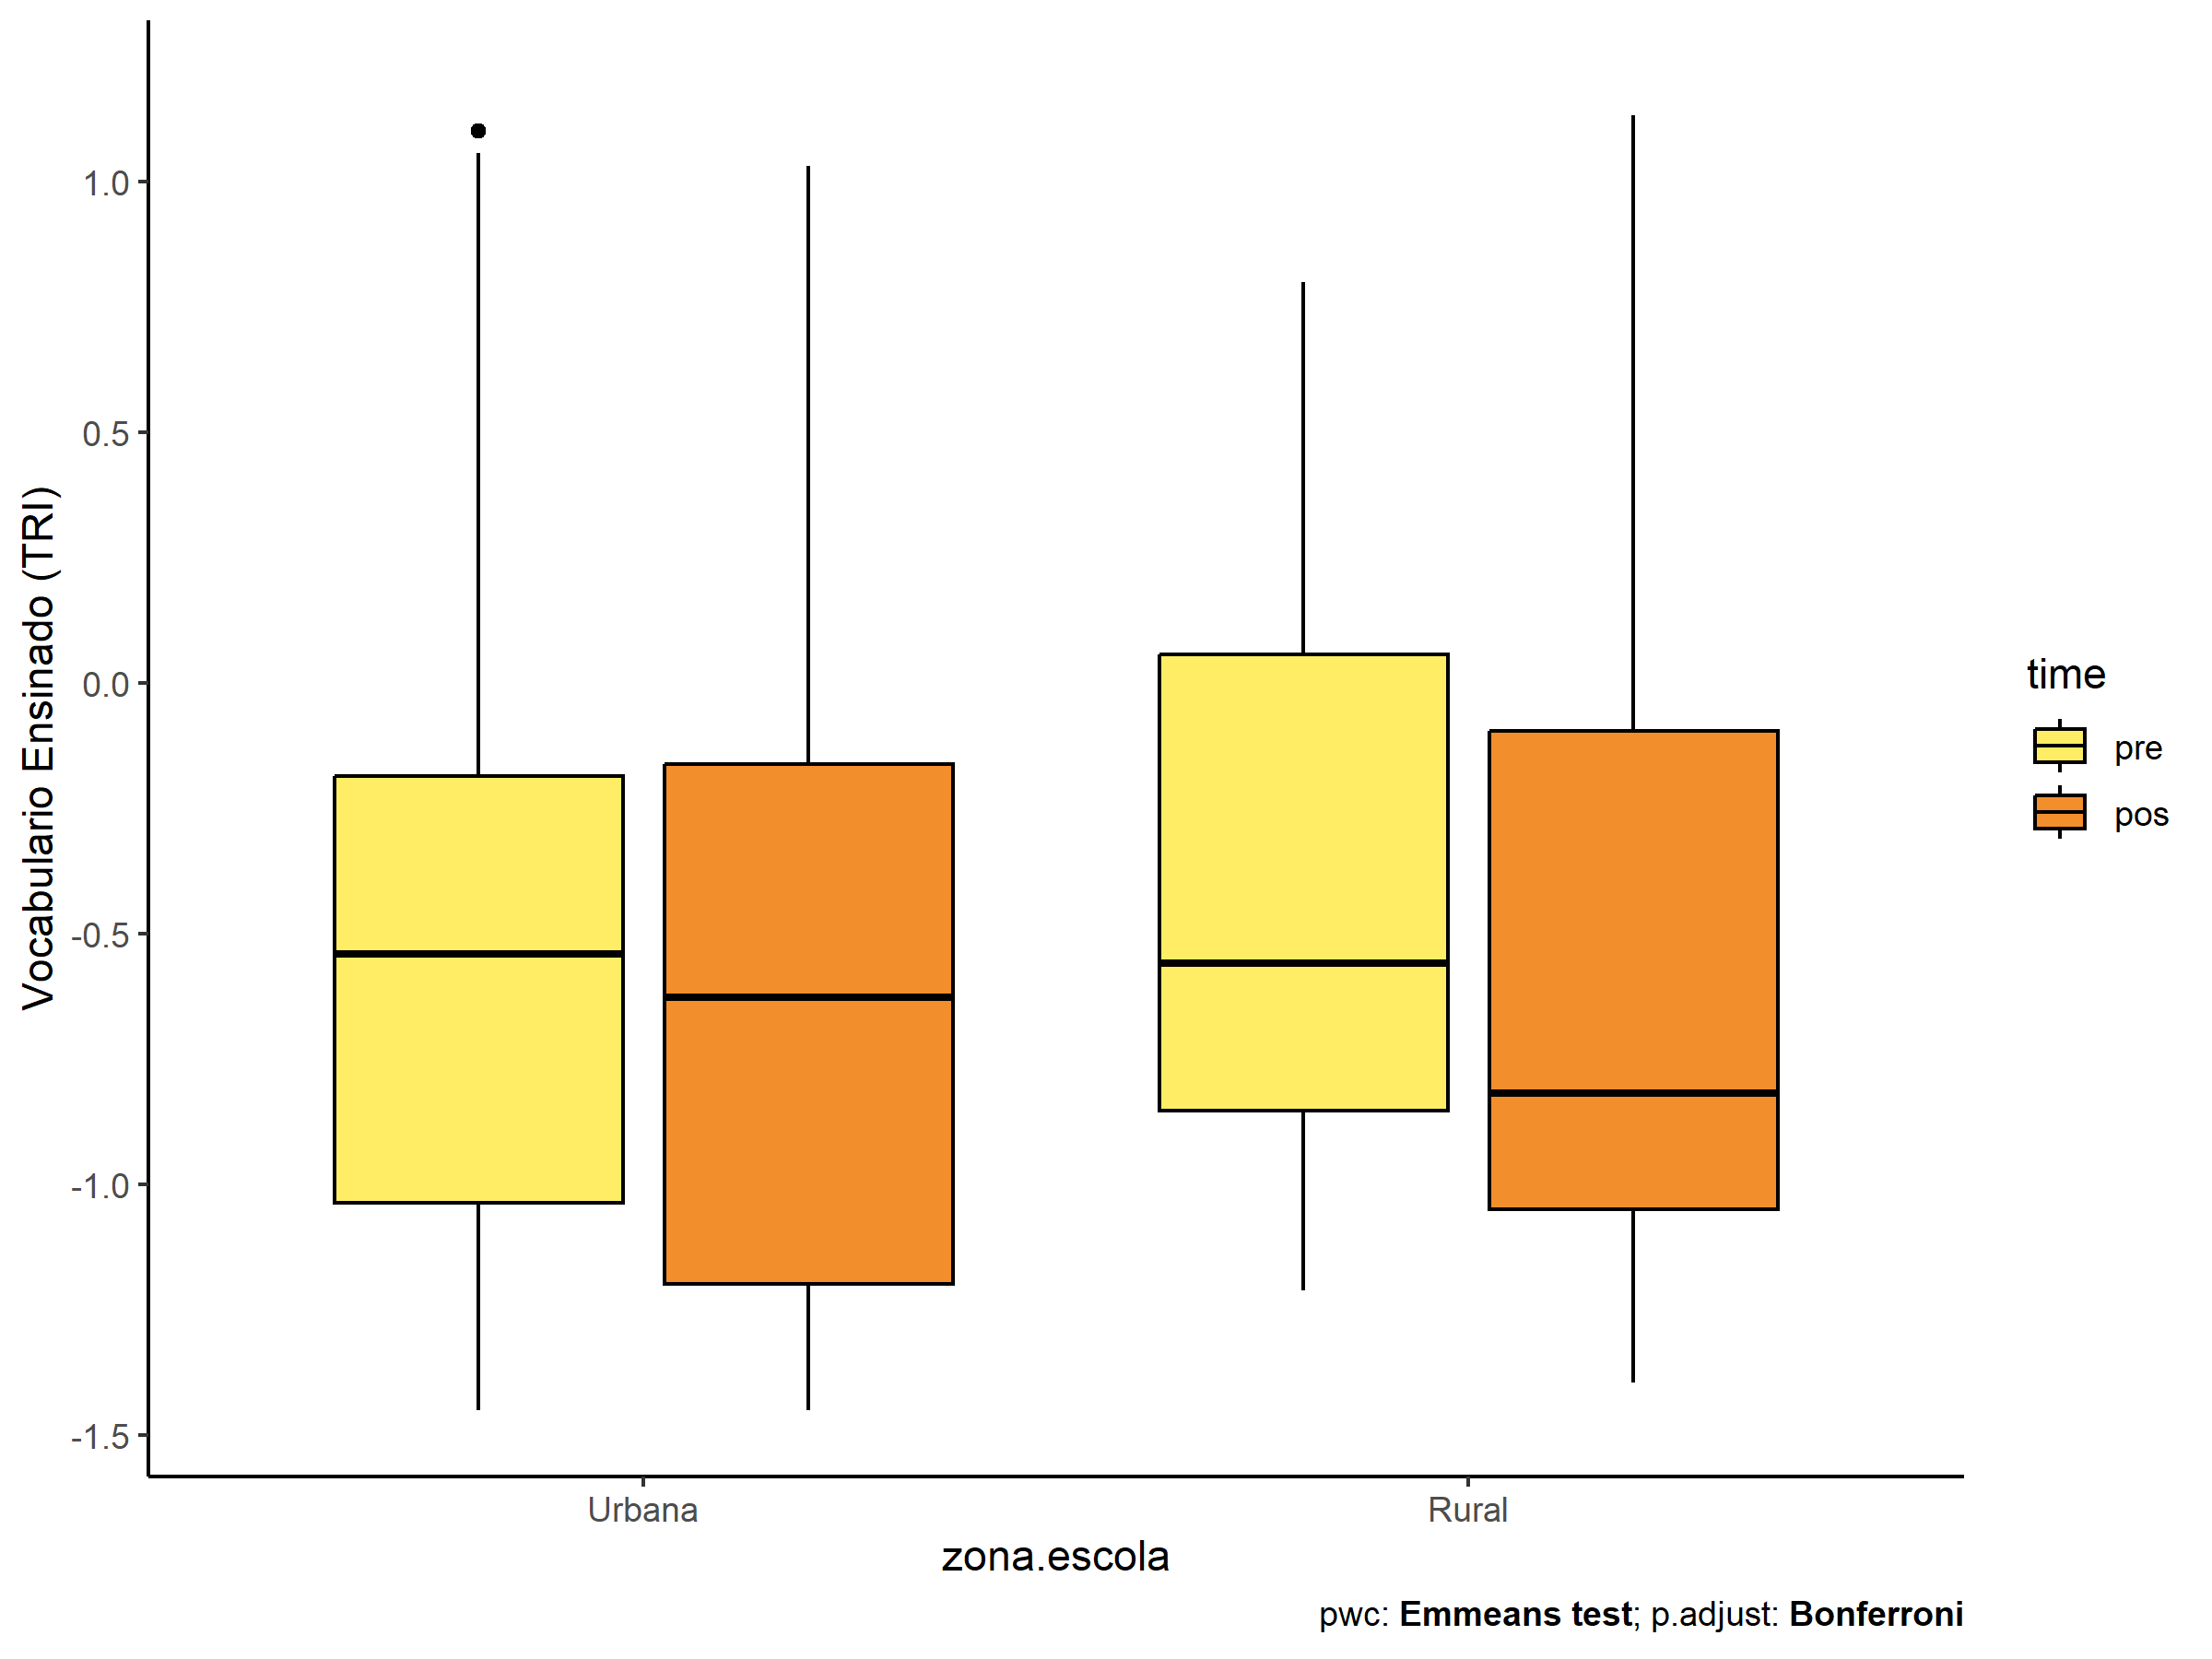 Vocabulario Ensinado (TRI)
1.0
0.5
0.0
-0.5
-1.0
-1.5
Urbana
Rural
zona.escola
time
pre
pos
pwc: Emmeans test; p.adjust: Bonferroni